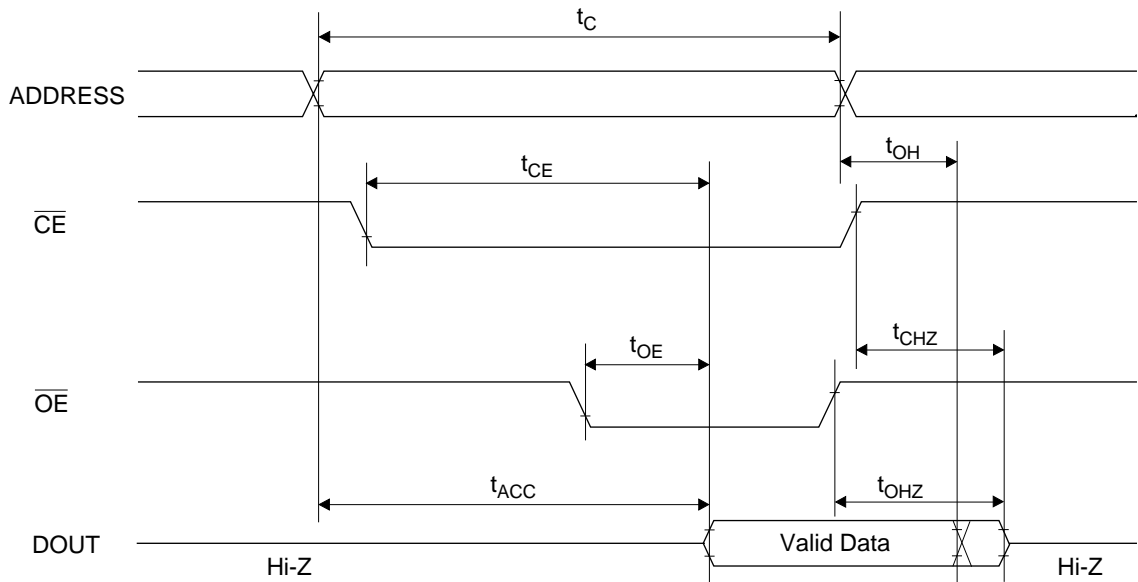 tC
ADDRESS
tOH
tCE
CE
tCHZ
tOE
OE
tACC
tOHZ
DOUT
Valid Data
Hi-Z
Hi-Z